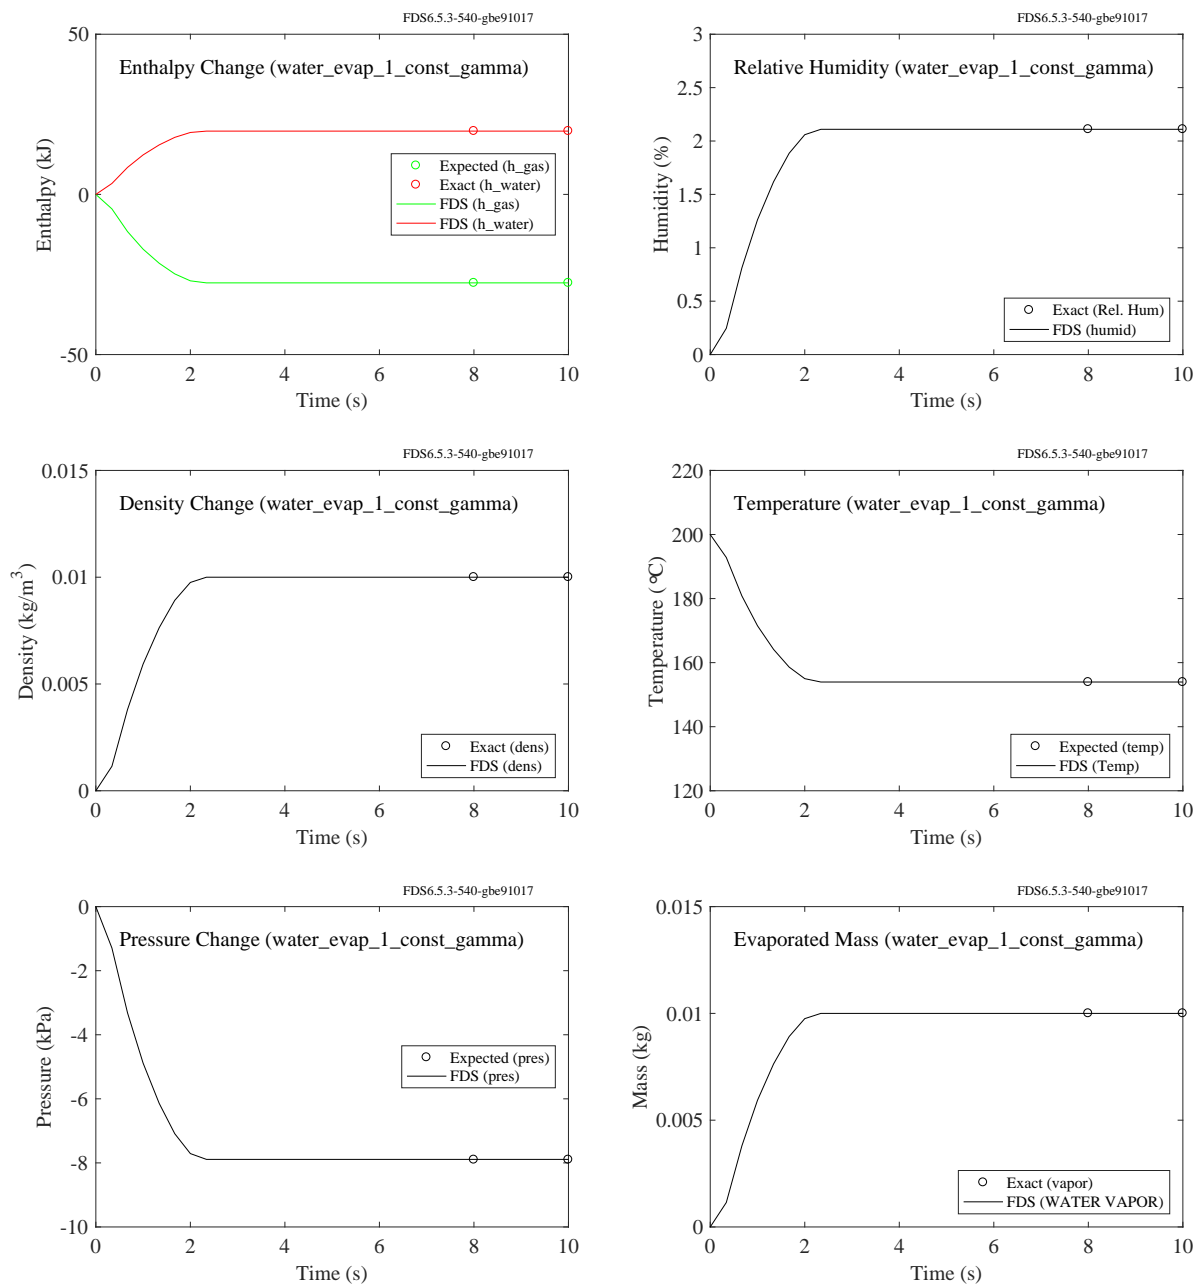 FDS6.5.3-540-gbe91017
Enthalpy Change (water_evap_1_const_gamma)
50
0
-50
Enthalpy (kJ)
Expected (h_gas)
Exact (h_water)
FDS (h_gas)
FDS (h_water)
0 2 4 6 8 10
Time (s)
FDS6.5.3-540-gbe91017
Relative Humidity (water_evap_1_const_gamma)
3
2.5
2
1.5
1
0.5
0
Humidity (%)
Exact (Rel. Hum)
FDS (humid)
0 2 4 6 8 10
Time (s)
FDS6.5.3-540-gbe91017
Density Change (water_evap_1_const_gamma)
0.015
0.01
0.005
0
Density (kg/m³)
Exact (dens)
FDS (dens)
0 2 4 6 8 10
Time (s)
FDS6.5.3-540-gbe91017
Temperature (water_evap_1_const_gamma)
220
200
180
160
140
120
Temperature (°C)
Expected (temp)
FDS (Temp)
0 2 4 6 8 10
Time (s)
FDS6.5.3-540-gbe91017
Pressure Change (water_evap_1_const_gamma)
0
-2
-4
-6
-8
-10
Pressure (kPa)
Expected (pres)
FDS (pres)
0 2 4 6 8 10
Time (s)
FDS6.5.3-540-gbe91017
Evaporated Mass (water_evap_1_const_gamma)
0.015
0.01
0.005
0
Mass (kg)
Exact (vapor)
FDS (WATER VAPOR)
0 2 4 6 8 10
Time (s)